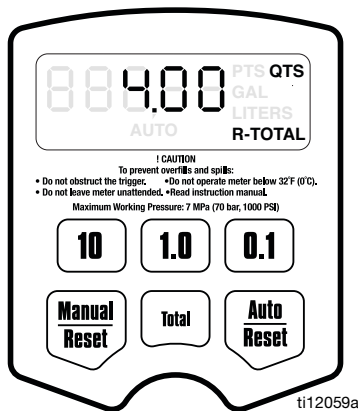 4.00
PTS QTS
GAL
LITERS
AUTO
R-TOTAL
! CAUTION
To prevent overfills and spills:
• Do not obstruct the trigger. •Do not operate meter below 32°F (0°C).
• Do not leave meter unattended. •Read instruction manual.
Maximum Working Pressure: 7 MPa (70 bar, 1000 PSI)
10 1.0 0.1
Manual
Reset
Total
Auto
Reset
ti12059a